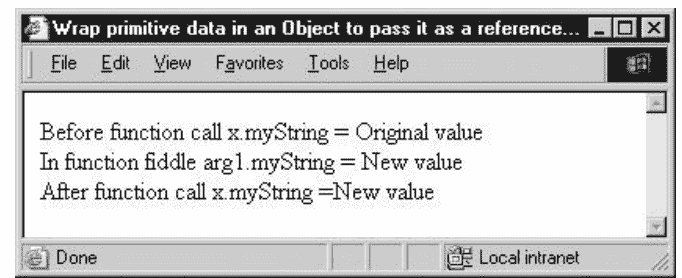 Wrap primitive data in an Object to pass it as a reference...
File Edit View Favorites Tools Help
Before function call x.myString = Original value
In function fiddle arg1.myString = New value
After function call x.myString =New value
Done Local intranet